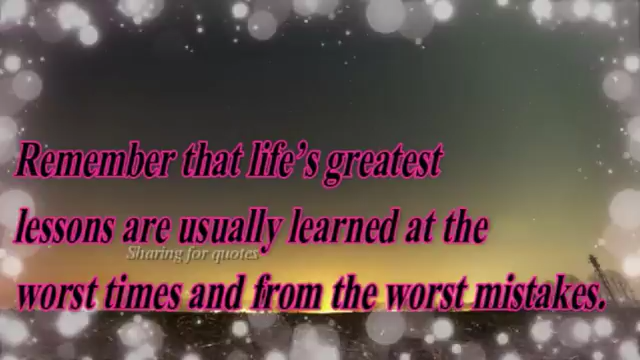 Remember that life’s greatest
lessons are usually learned at the
Sharing for quotes
worst times and from the worst mistakes.